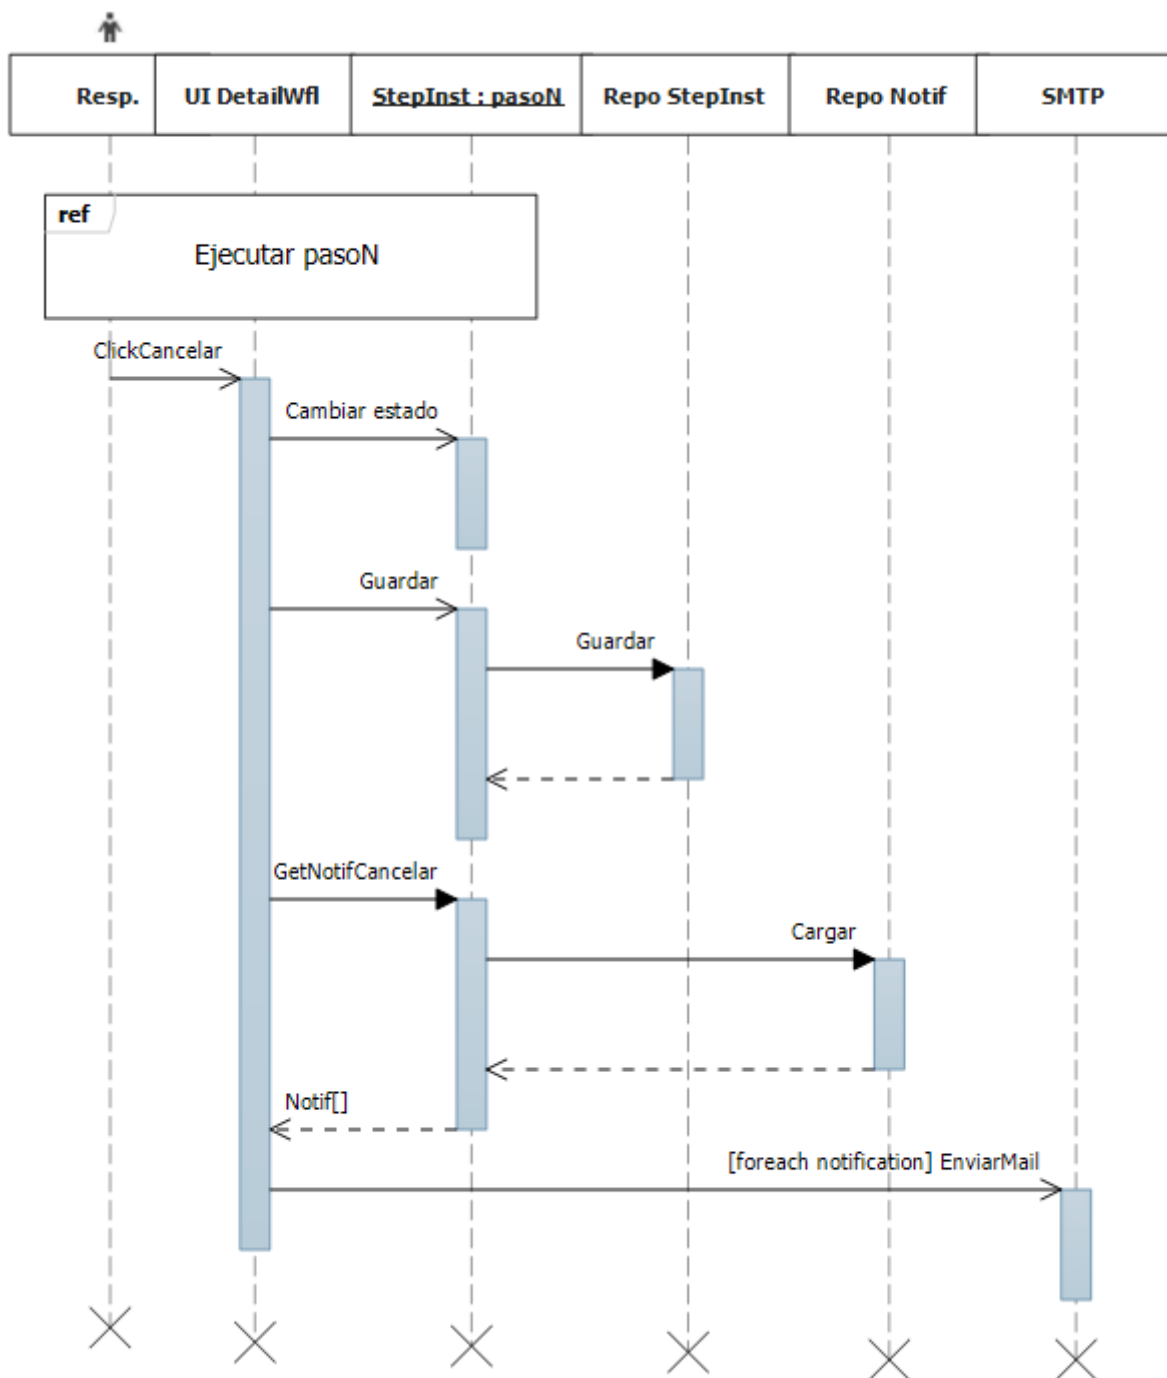 Resp.
UI DetailWfl
StepInst : pasoN
Repo StepInst
Repo Notif
SMTP
ref
Ejecutar pasoN
ClickCancelar
Cambiar estado
Guardar
Guardar
GetNotifCancelar
Cargar
Notif[]
[foreach notification] EnviarMail